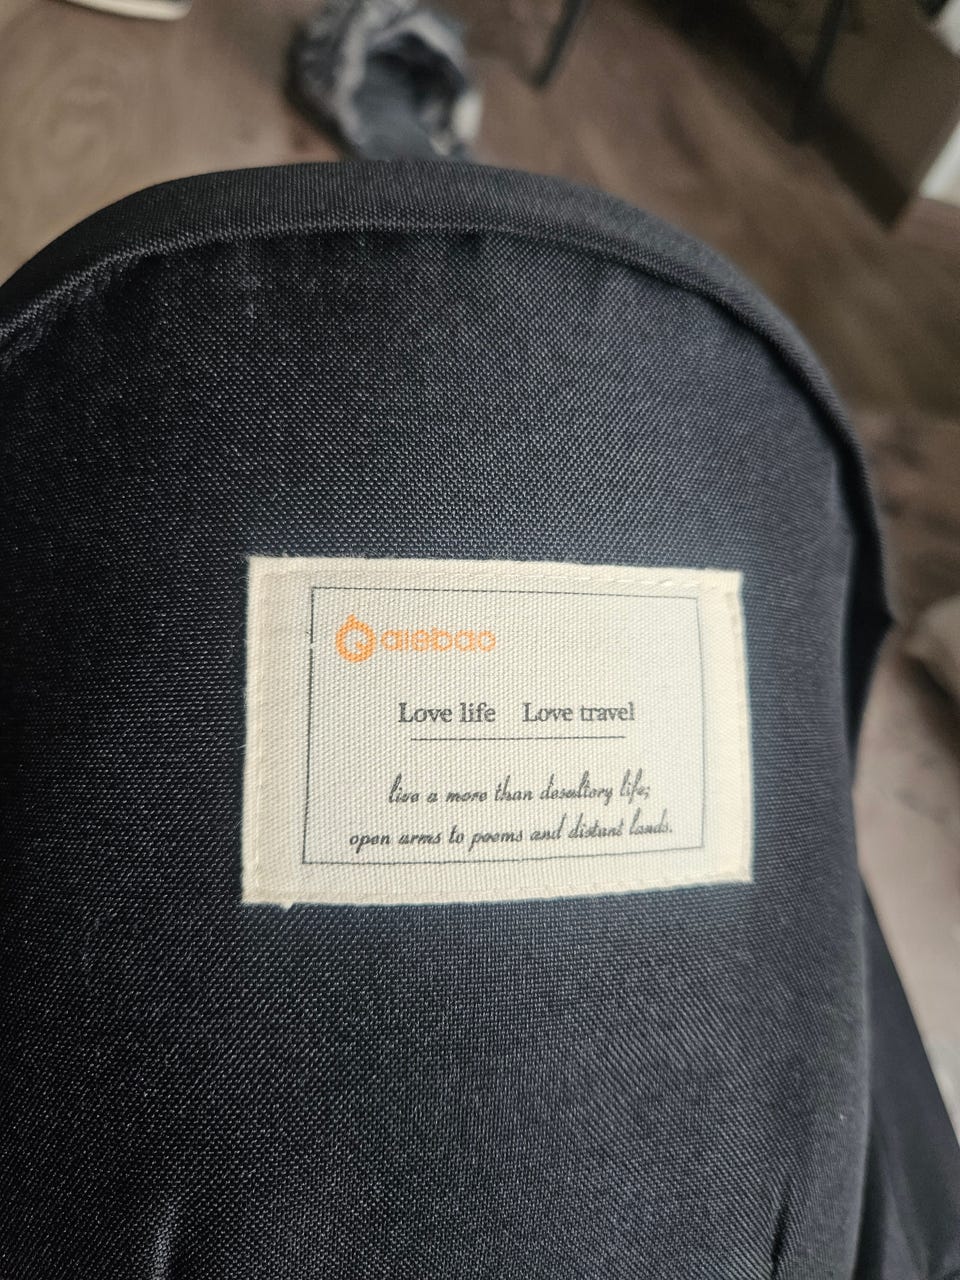 aiebao
Love life Love travel
live a more than desultory life;
open arms to poems and distant lands.